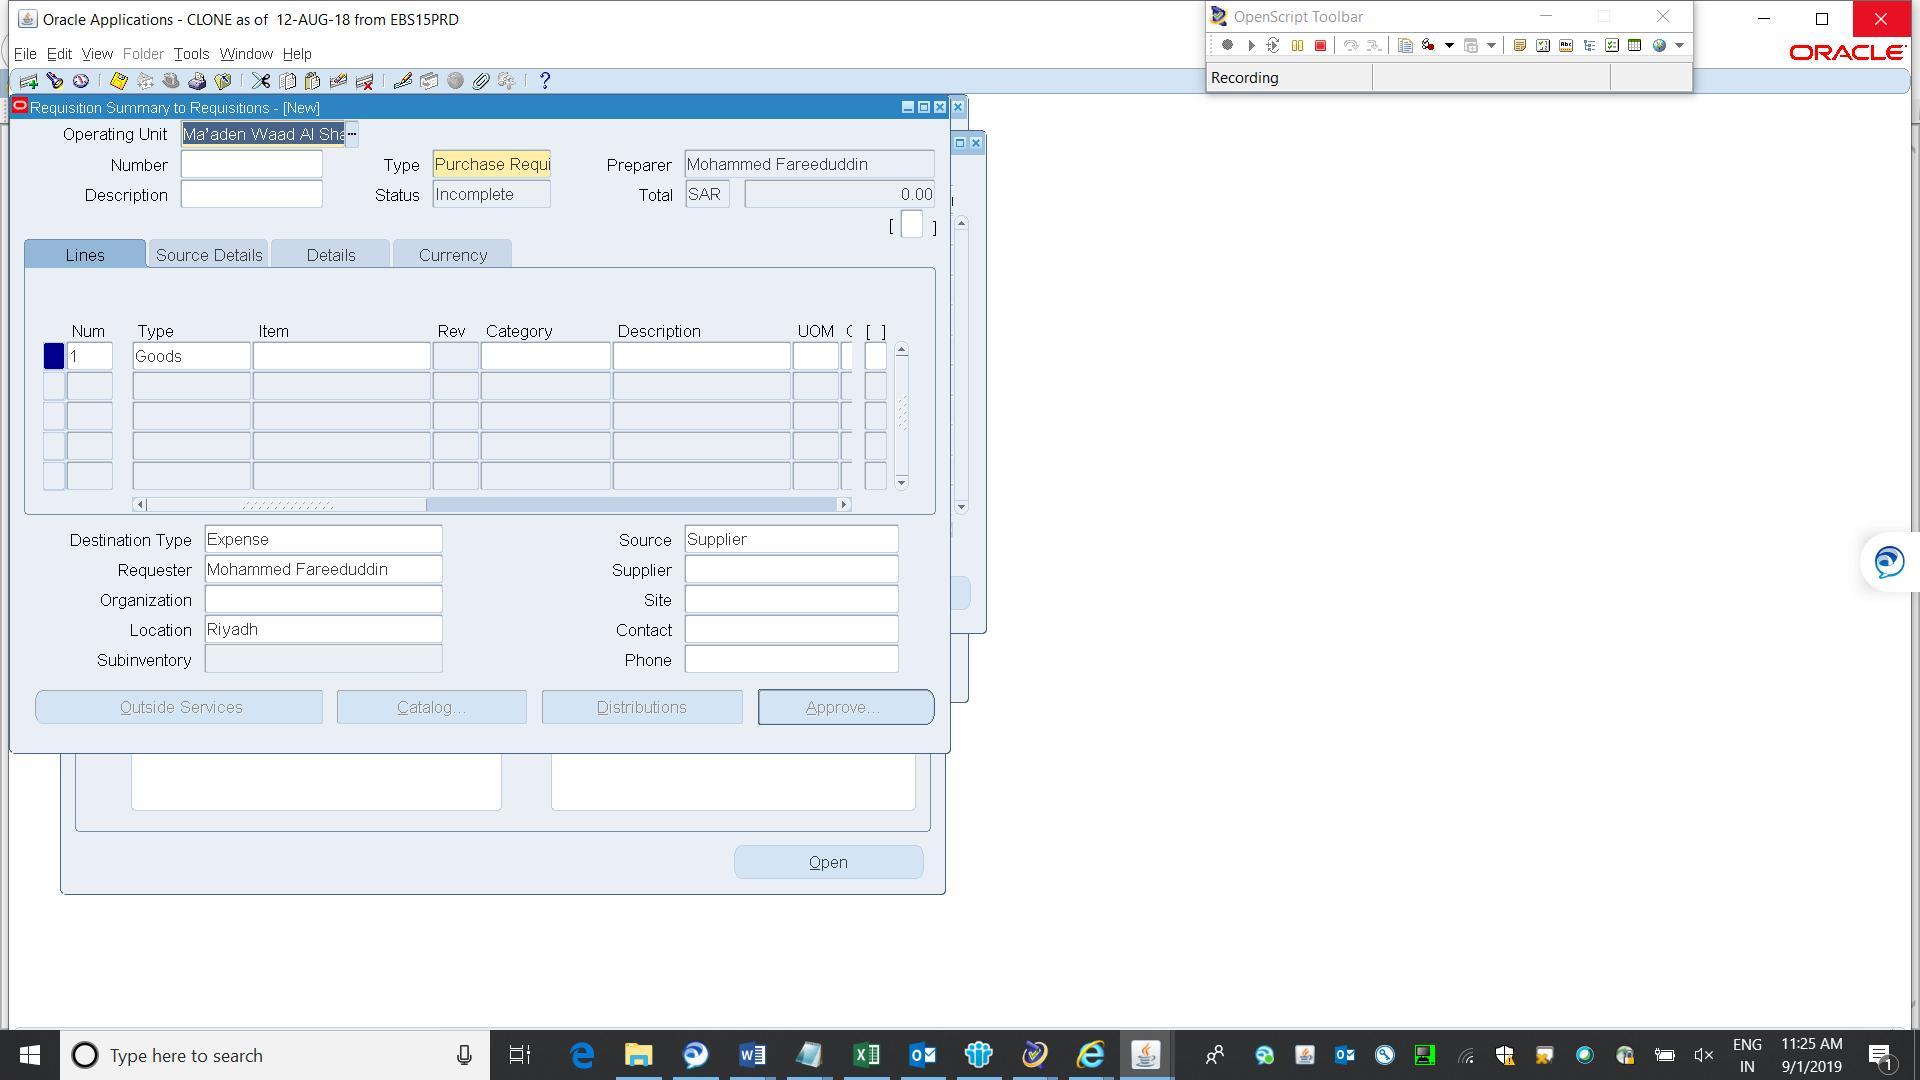 Oracle Applications - CLONE as of 12-AUG-18 from EBS15PRD
OpenScript Toolbar
File Edit View Folder Tools Window Help
ORACLE
Recording
Requisition Summary to Requisitions - [New]
Operating Unit Ma'aden Waad Al Sha
Number Type Purchase Requi Preparer Mohammed Fareeduddin
Description Status Incomplete Total SAR 0.00
[ ]
Lines Source Details Details Currency
Num Type Item Rev Category Description UOM [ ]
1 Goods
Destination Type Expense Source Supplier
Requester Mohammed Fareeduddin Supplier
Organization Site
Location Riyadh Contact
Subinventory Phone
Outside Services Catalog... Distributions Approve...
Open
Type here to search
ENG
IN
11:25 AM
9/1/2019
1